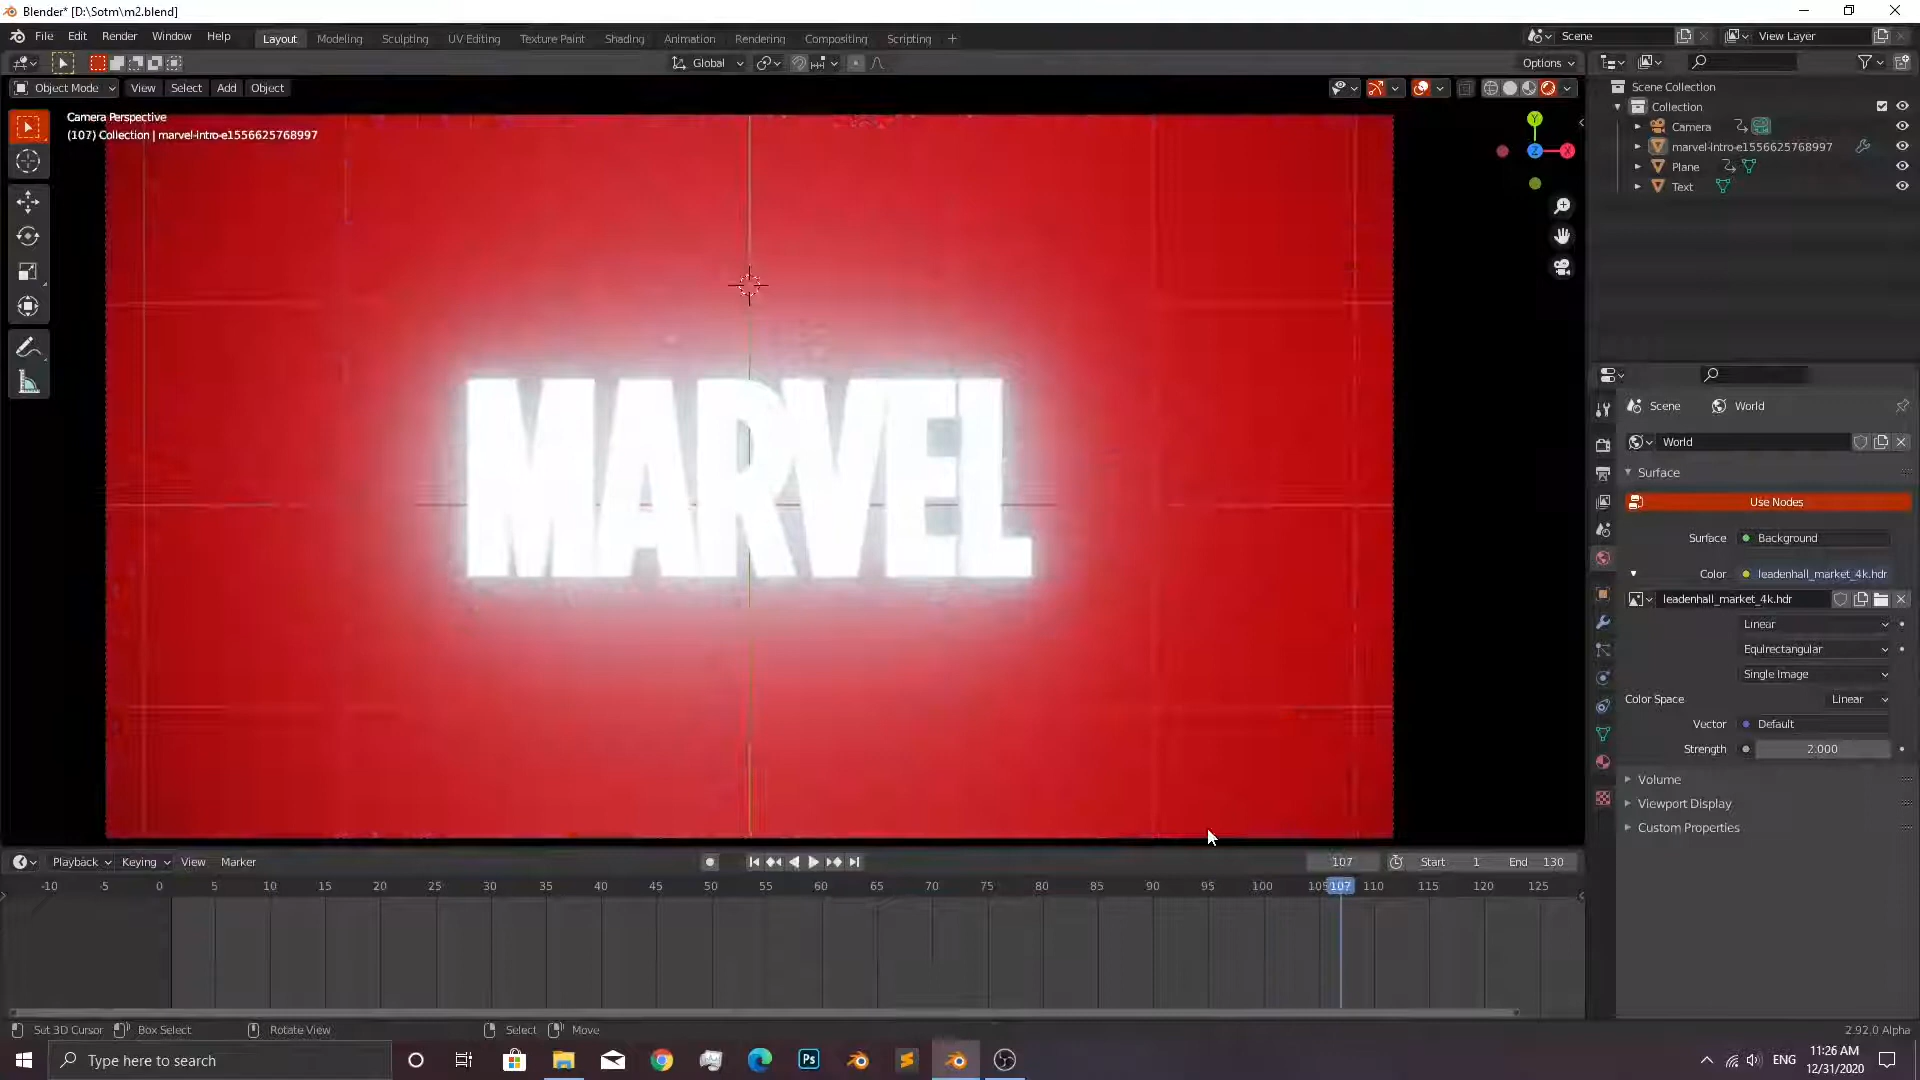 Blender* [D:\Sotm\m2.blend]
File Edit Render Window Help Layout Modeling Sculpting UV Editing Texture Paint Shading Animation Rendering Compositing Scripting + Scene View Layer
Global Options
Object Mode View Select Add Object
Camera Perspective
(107) Collection | marvel-intro-e1556625768997
Y
Z X
MARVEL
Scene Collection
Collection
Camera
marvel-intro-e1556625768997
Plane
Text
Scene World
World
Surface
Use Nodes
Surface Background
Color leadenhall_market_4k.hdr
leadenhall_market_4k.hdr
Linear
Equirectangular
Single Image
Color Space Linear
Vector Default
Strength 2.000
Volume
Viewport Display
Custom Properties
Playback Keying View Marker 107 Start 1 End 130
-10 -5 0 5 10 15 20 25 30 35 40 45 50 55 60 65 70 75 80 85 90 95 100 105 107 110 115 120 125
Set 3D Cursor Box Select Rotate View Select Move 2.92.0 Alpha
Type here to search Ps ENG 11:26 AM
12/31/2020